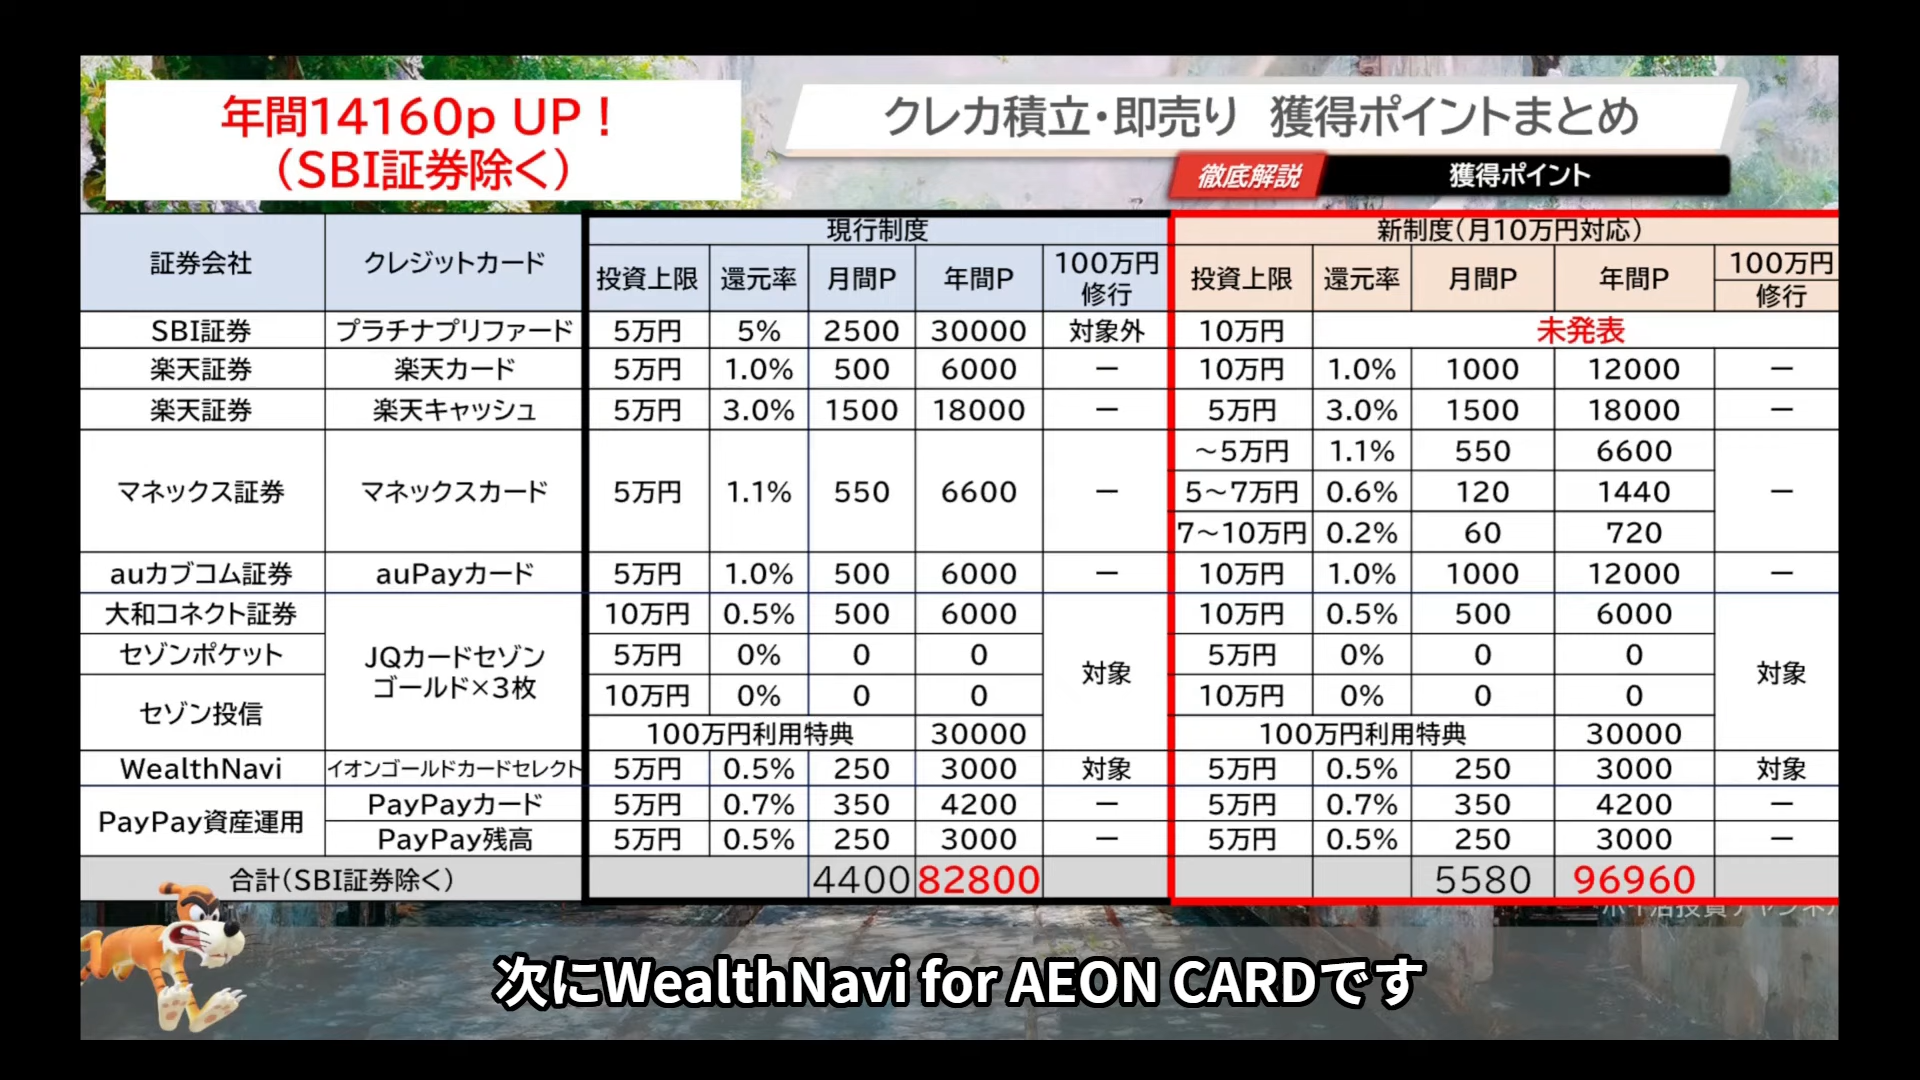 年間14160p UP！
（SBI証券除く）
クレカ積立・即売り 獲得ポイントまとめ
徹底解説 獲得ポイント
証券会社 クレジットカード 現行制度 新制度（月10万円対応）
投資上限 還元率 月間P 年間P 100万円修行 投資上限 還元率 月間P 年間P 100万円修行
SBI証券 プラチナプリファード 5万円 5% 2500 30000 対象外 10万円 未発表
楽天証券 楽天カード 5万円 1.0% 500 6000 ー 10万円 1.0% 1000 12000 ー
楽天証券 楽天キャッシュ 5万円 3.0% 1500 18000 ー 5万円 3.0% 1500 18000 ー
マネックス証券 マネックスカード 5万円 1.1% 550 6600 ー ～5万円 1.1% 550 6600 ー
5～7万円 0.6% 120 1440
7～10万円 0.2% 60 720
auカブコム証券 auPayカード 5万円 1.0% 500 6000 ー 10万円 1.0% 1000 12000 ー
大和コネクト証券 JQカードセゾンゴールド×3枚 10万円 0.5% 500 6000 対象 10万円 0.5% 500 6000 対象
セゾンポケット 5万円 0% 0 0 5万円 0% 0 0
セゾン投信 10万円 0% 0 0 10万円 0% 0 0
100万円利用特典 30000 100万円利用特典 30000
WealthNavi イオンゴールドカードセレクト 5万円 0.5% 250 3000 対象 5万円 0.5% 250 3000 対象
PayPay資産運用 PayPayカード 5万円 0.7% 350 4200 ー 5万円 0.7% 350 4200 ー
PayPay残高 5万円 0.5% 250 3000 ー 5万円 0.5% 250 3000 ー
合計（SBI証券除く） 4400 82800 5580 96960
次にWealthNavi for AEON CARDです